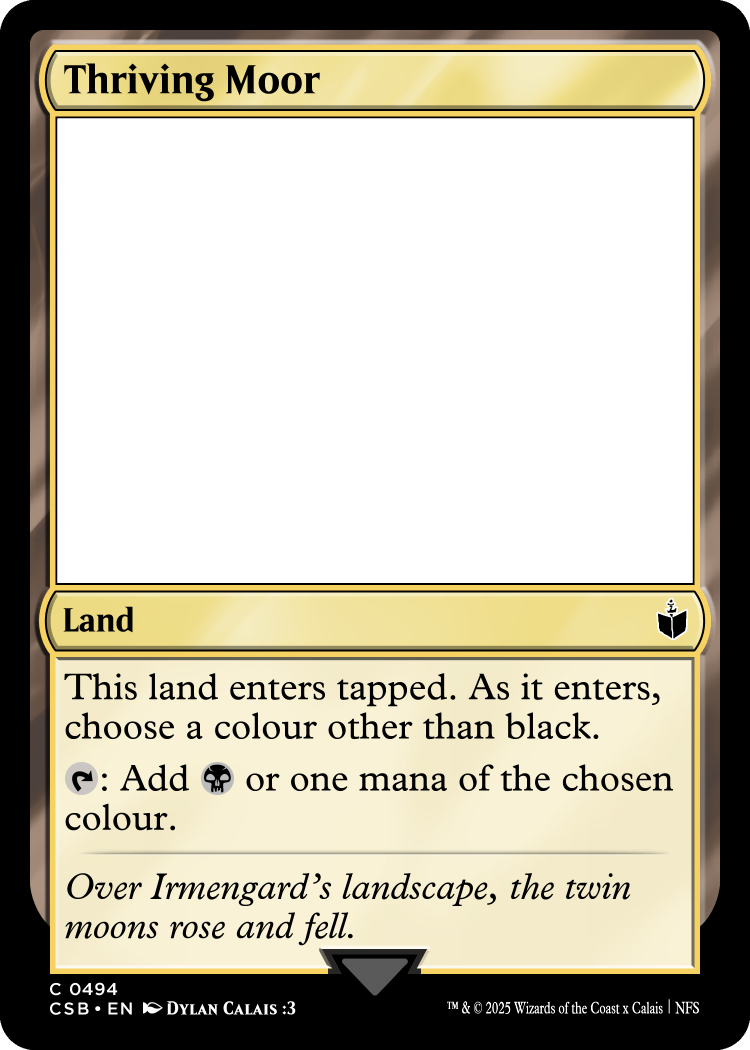 Thriving Moor
Land
This land enters tapped. As it enters,
choose a colour other than black.
: Add or one mana of the chosen
colour.
Over Irmengard's landscape, the twin
moons rose and fell.
C 0494
CSB • EN Dylan Calais :3
™ & © 2025 Wizards of the Coast x Calais | NFS